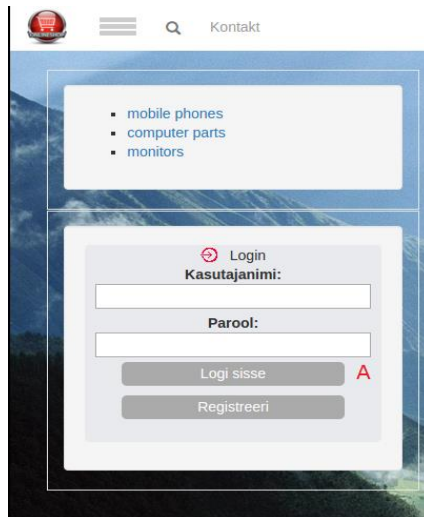 Kontakt
mobile phones
computer parts
monitors
Login
Kasutajanimi:
Parool:
Logi sisse
A
Registreeri